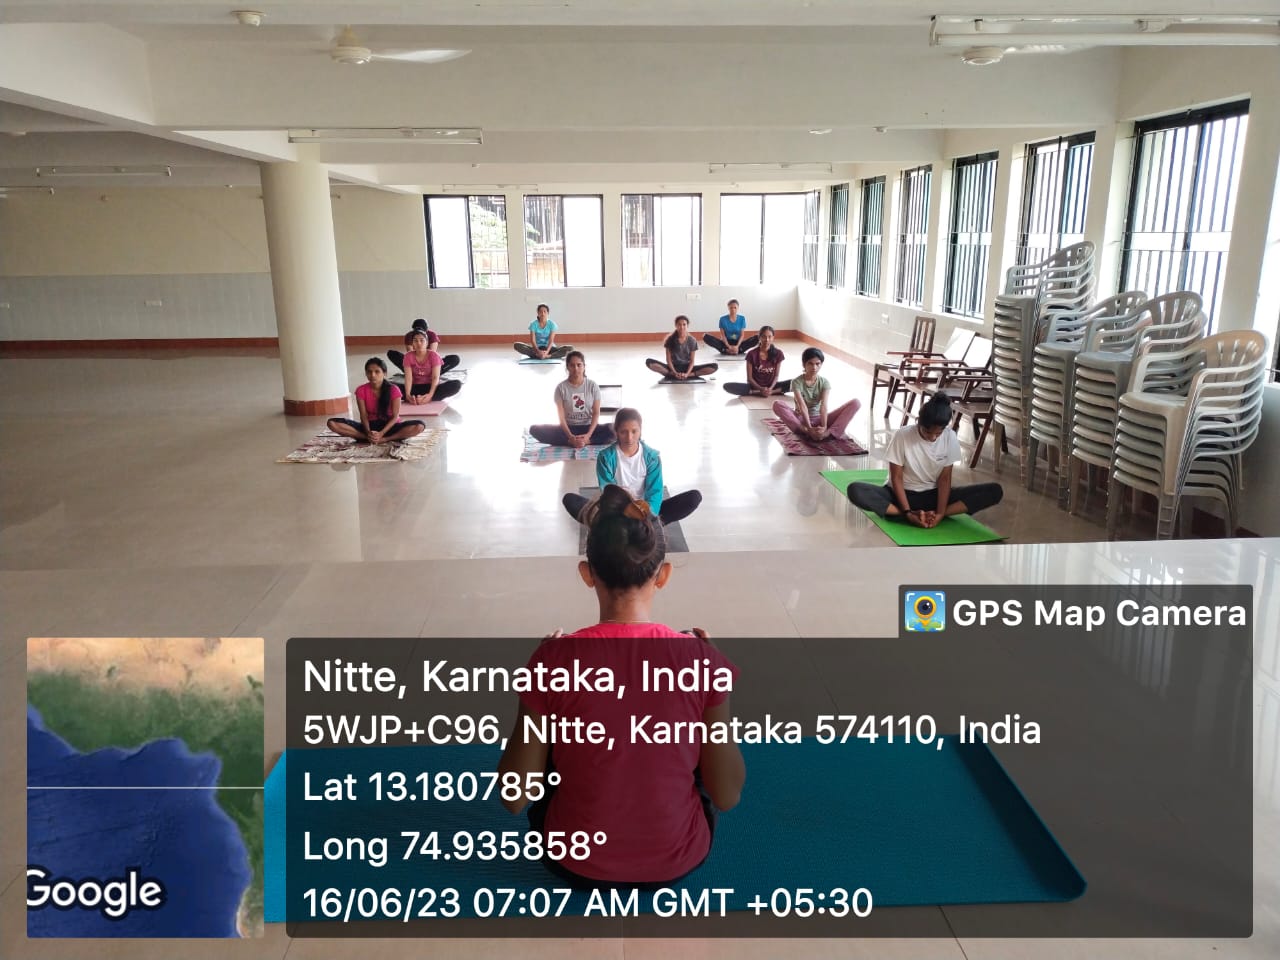 GPS Map Camera
Nitte, Karnataka, India
5WJP+C96, Nitte, Karnataka 574110, India
Lat 13.180785°
Long 74.935858°
16/06/23 07:07 AM GMT +05:30
Google